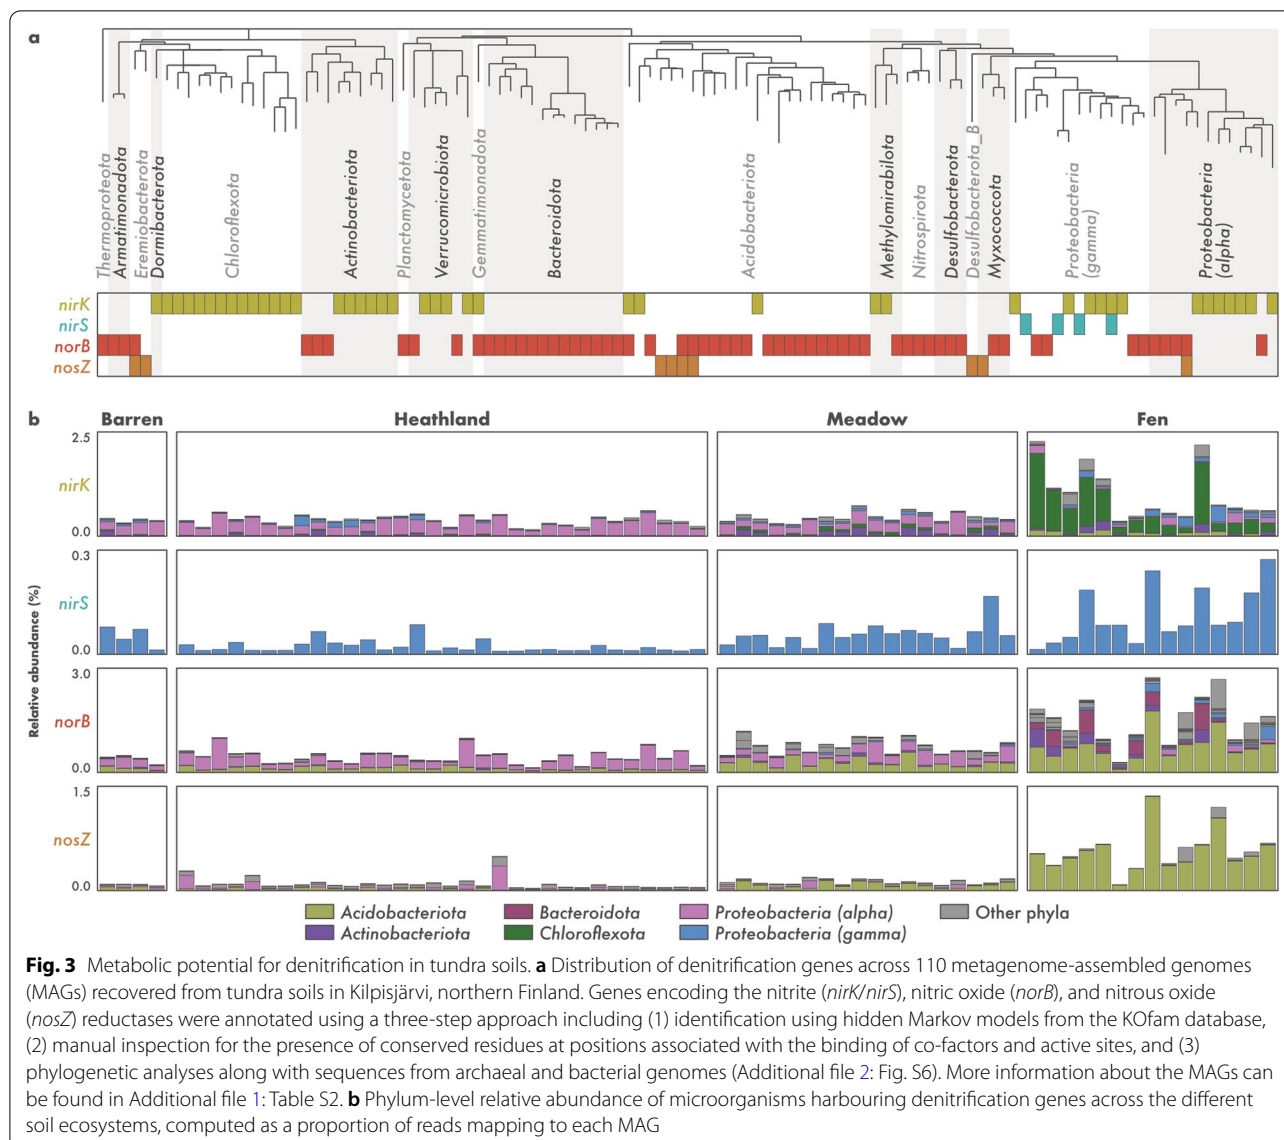 a
Thermoproteota
Armatimonadota
Eremiobacterota
Dormibacterota
Chloroflexota
Actinobacteriota
Planctomycetota
Verrucomicrobiota
Gemmatimonadota
Bacteroidota
Acidobacteriota
Methylomirabilota
Nitrospirota
Desulfobacterota
Desulfobacterota_B
Myxococcota
Proteobacteria
(gamma)
Proteobacteria
(alpha)
nirK
nirS
norB
nosZ
b
Barren
Heathland
Meadow
Fen
Relative abundance (%)
2.5
nirK
0.0
0.3
nirS
0.0
3.0
norB
0.0
1.5
nosZ
0.0
Acidobacteriota
Bacteroidota
Proteobacteria (alpha)
Other phyla
Actinobacteriota
Chloroflexota
Proteobacteria (gamma)
Fig. 3 Metabolic potential for denitrification in tundra soils. a Distribution of denitrification genes across 110 metagenome-assembled genomes
(MAGs) recovered from tundra soils in Kilpisjärvi, northern Finland. Genes encoding the nitrite (nirK/nirS), nitric oxide (norB), and nitrous oxide
(nosZ) reductases were annotated using a three-step approach including (1) identification using hidden Markov models from the KOfam database,
(2) manual inspection for the presence of conserved residues at positions associated with the binding of co-factors and active sites, and (3)
phylogenetic analyses along with sequences from archaeal and bacterial genomes (Additional file 2: Fig. S6). More information about the MAGs can
be found in Additional file 1: Table S2. b Phylum-level relative abundance of microorganisms harbouring denitrification genes across the different
soil ecosystems, computed as a proportion of reads mapping to each MAG